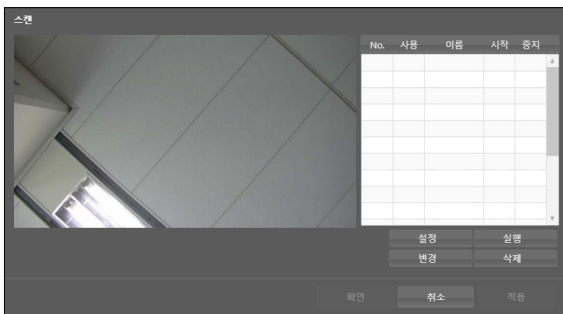 스캔
No. 사용 이름 시작 중지
설정 실행
변경 삭제
확인 취소 적용